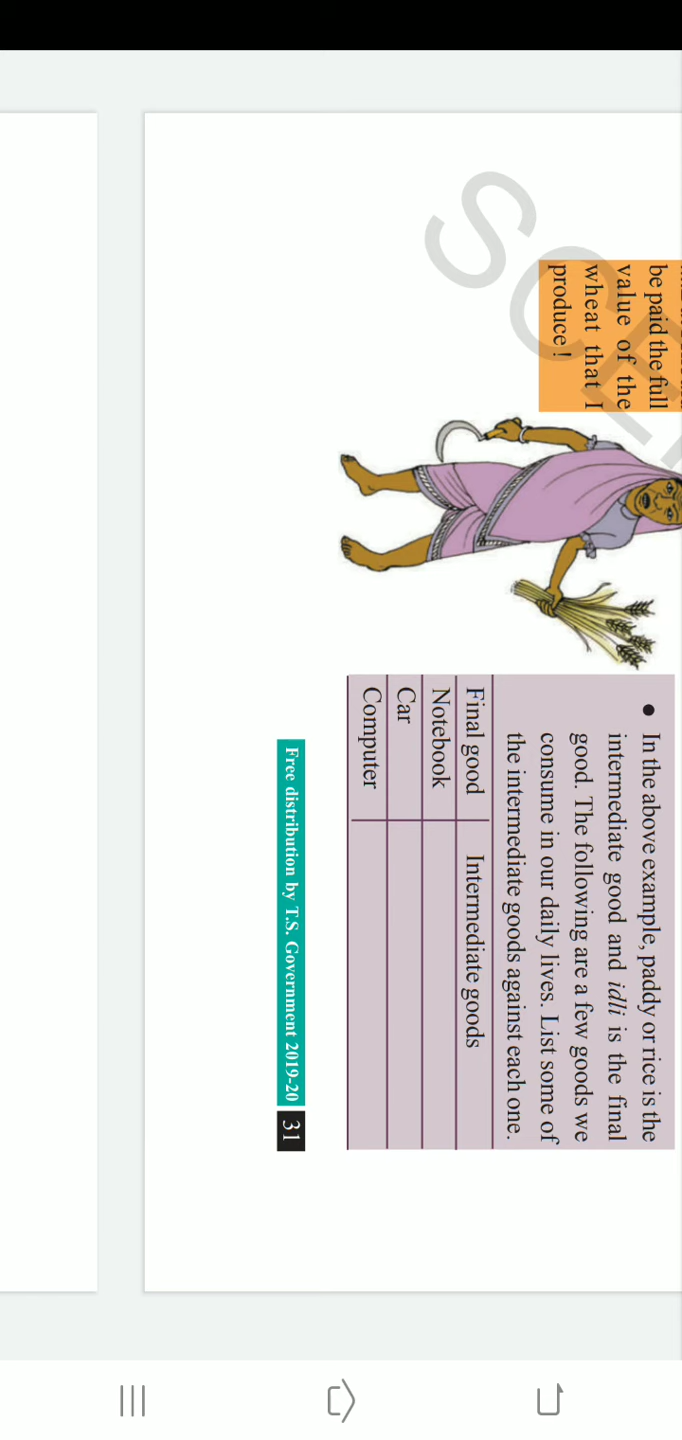 be paid the full
value of the
wheat that I
produce!
• In the above example, paddy or rice is the
intermediate good and idli is the final
good. The following are a few goods we
consume in our daily lives. List some of
the intermediate goods against each one.
Final good Intermediate goods
Notebook
Car
Computer
Free distribution by T.S. Government 2019-20 31